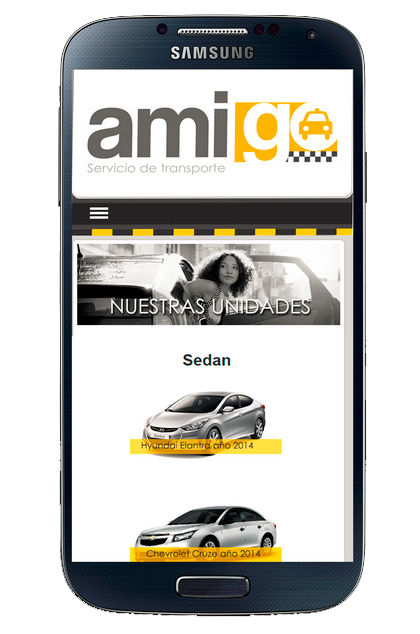 SAMSUNG
amigo
Servicio de transporte
NUESTRAS UNIDADES
Sedan
Hyundai Elantra año 2014
Chevrolet Cruze año 2014